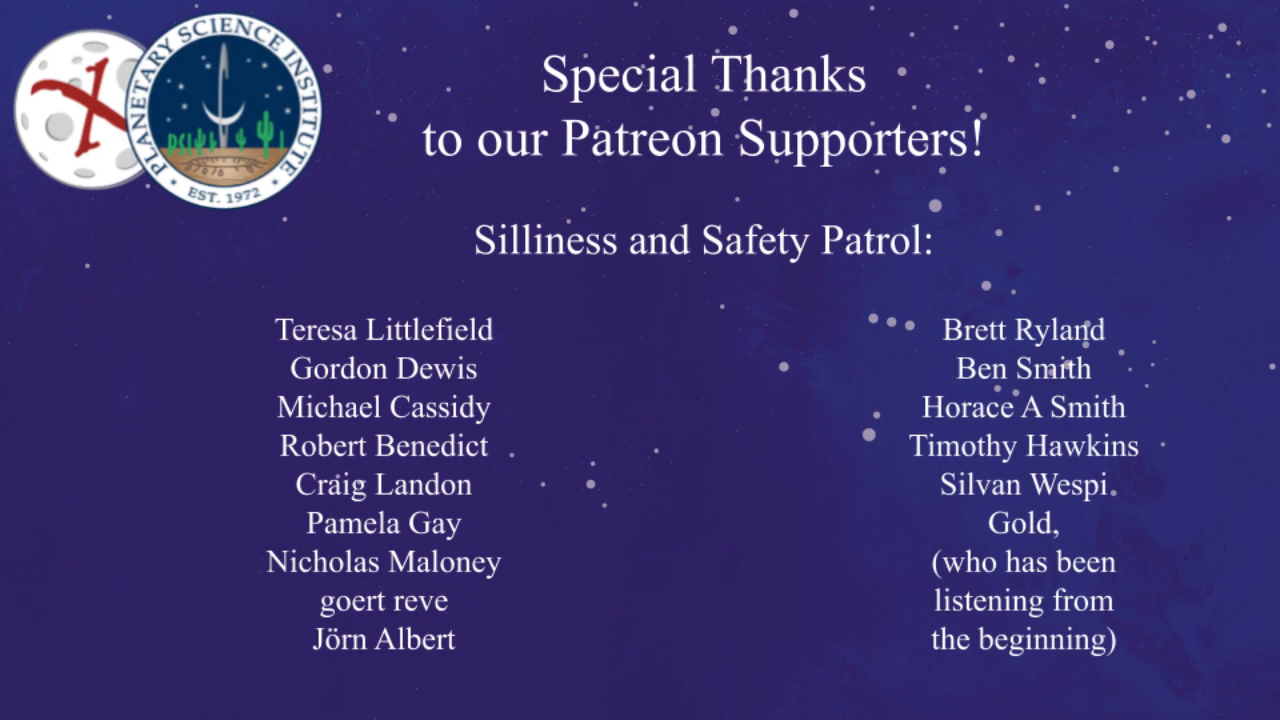 PLANETARY SCIENCE INSTITUTE
PSI
EST. 1972
Special Thanks
to our Patreon Supporters!
Silliness and Safety Patrol:
Teresa Littlefield
Gordon Dewis
Michael Cassidy
Robert Benedict
Craig Landon
Pamela Gay
Nicholas Maloney
goert reve
Jörn Albert
Brett Ryland
Ben Smith
Horace A Smith
Timothy Hawkins
Silvan Wespi
Gold,
(who has been
listening from
the beginning)